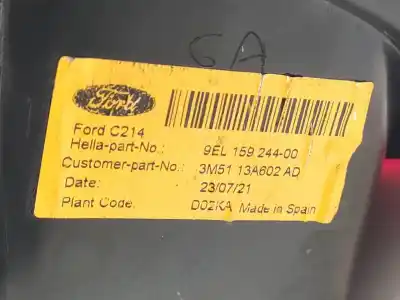 GA
Ford
Ford C214
Hella-part-No.: 9EL 159 244-00
Customer-part-No.: 3M51 13A602 AD
Date: 23/07/21
Plant Code: D02KA Made in Spain